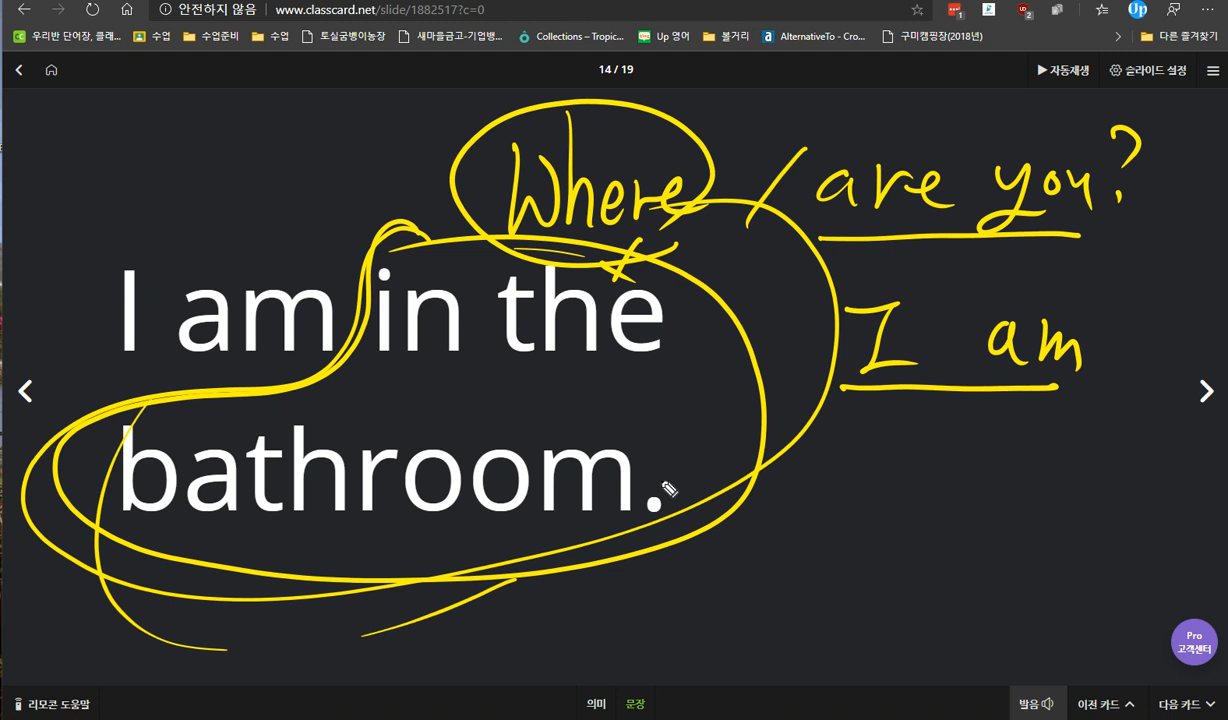 안전하지 않음 www.classcard.net/slide/1882517?c=0
우리반 단어장, 클래... 수업 수업준비 수업 토실굼벵이농장 새마을금고-기업뱅... Collections – Tropic... Up 영어 볼거리 AlternativeTo - Cro... 구미캠핑장(2018년) 다른 즐겨찾기
14 / 19 자동재생 슬라이드 설정
Where / are you?
I am in the
I am
bathroom.
Pro
고객센터
리모콘 도움말 의미 문장 발음 이전 카드 다음 카드